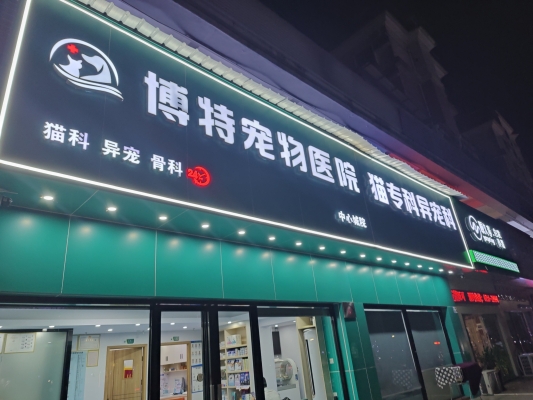 博特宠物医院 猫专科异宠科
猫科 异宠 骨科 24h
中心城院